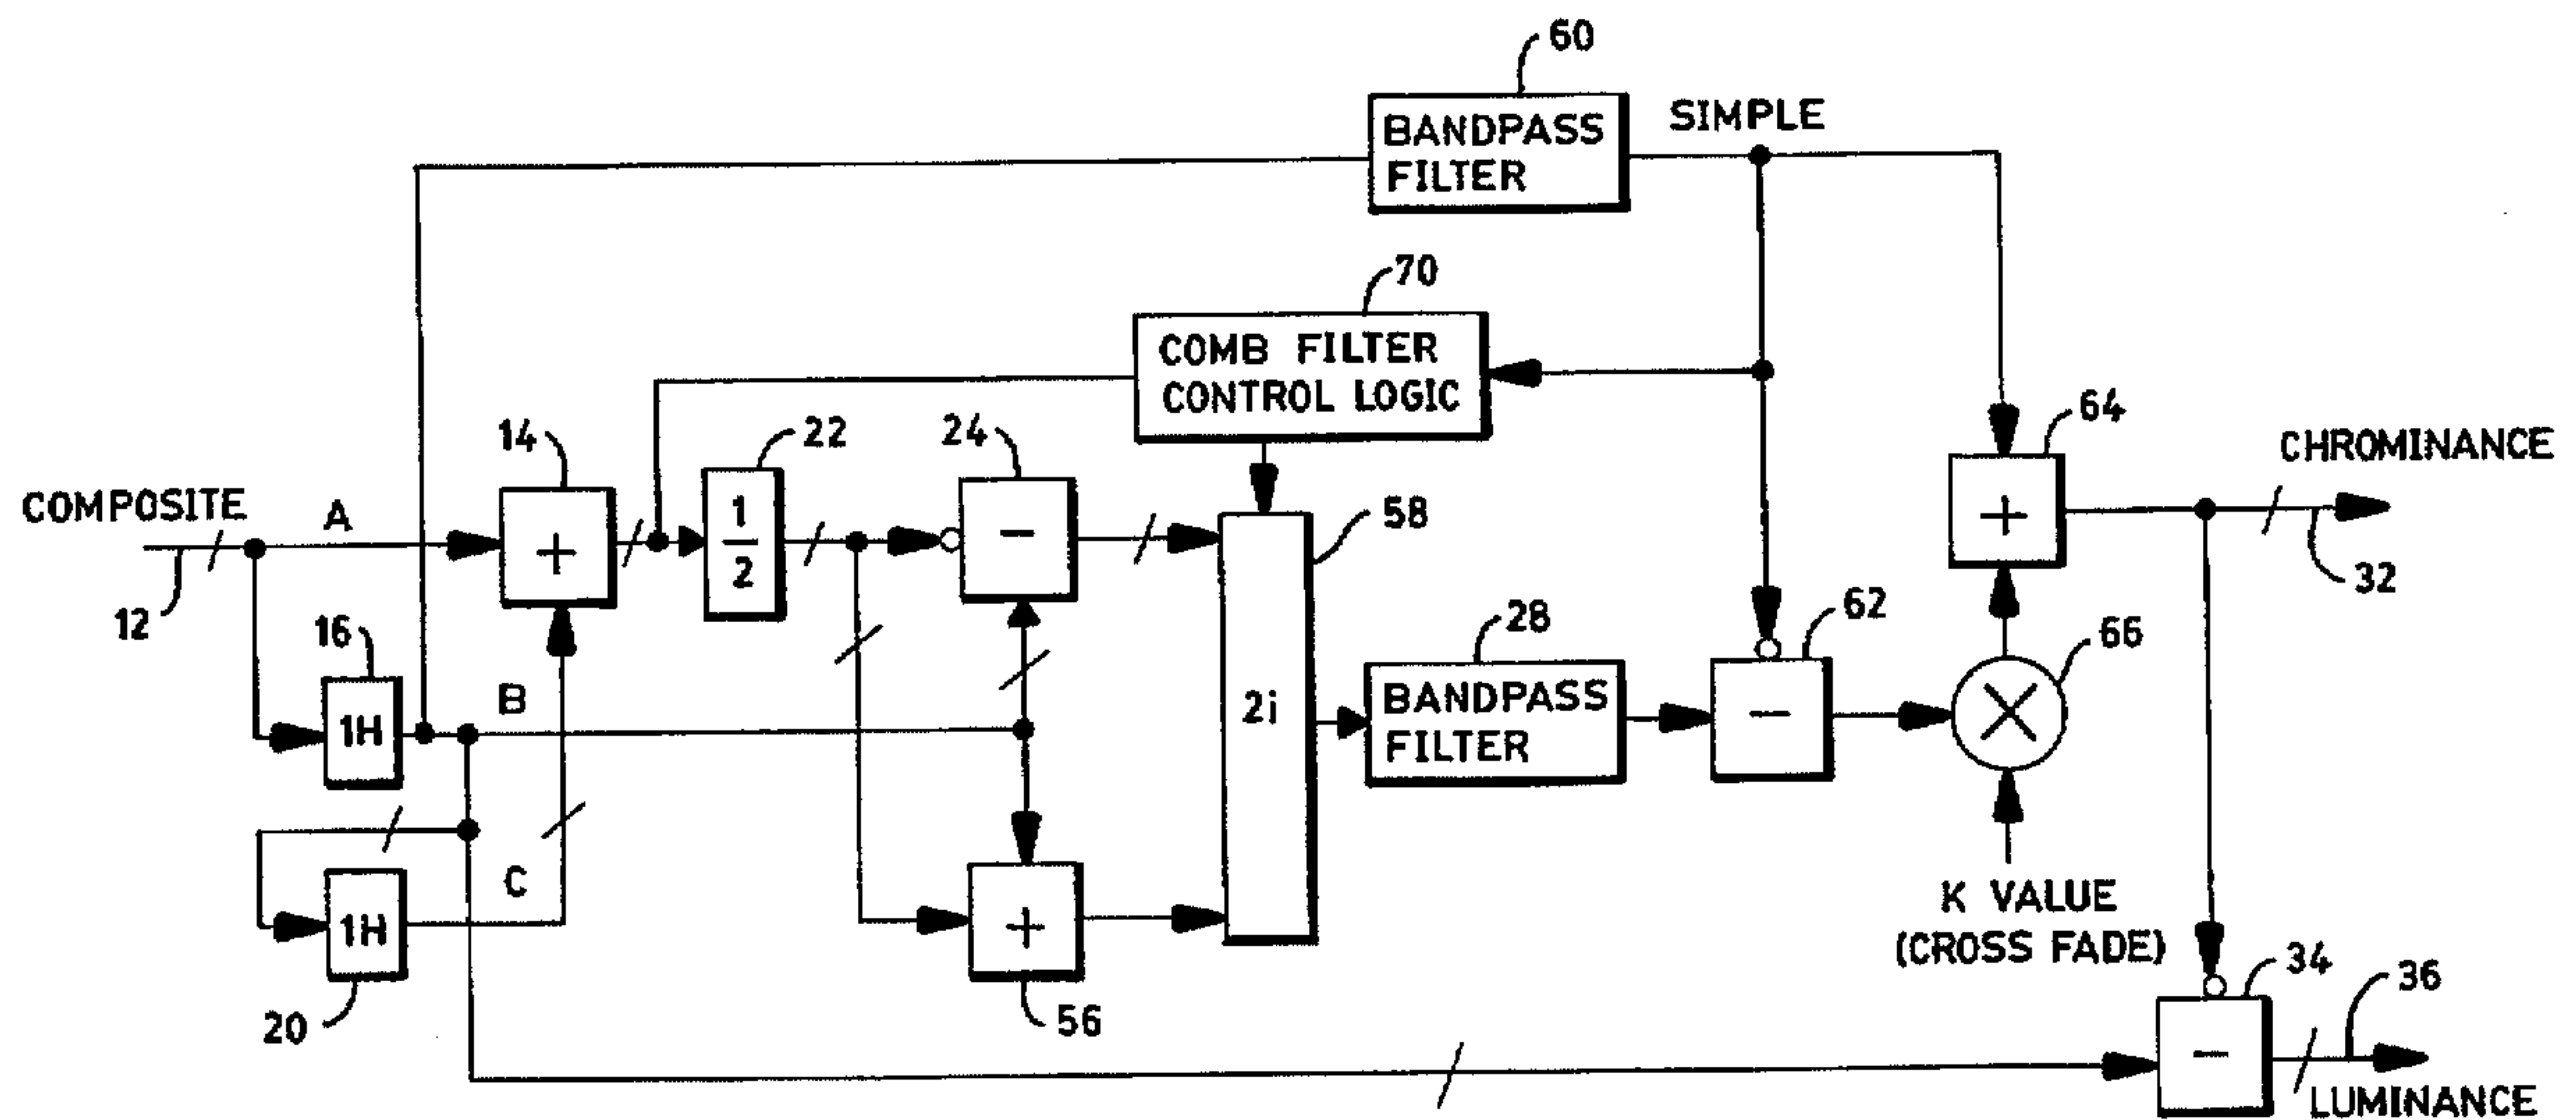 60
BANDPASS
FILTER
SIMPLE
70
COMB FILTER
CONTROL LOGIC
64
CHROMINANCE
+
32
14
22
24
58
COMPOSITE
A
+
1
2
-
12
16
1H
B
2i
28
BANDPASS
FILTER
62
-
66
X
K VALUE
(CROSS FADE)
C
1H
20
+
56
34
36
-
LUMINANCE